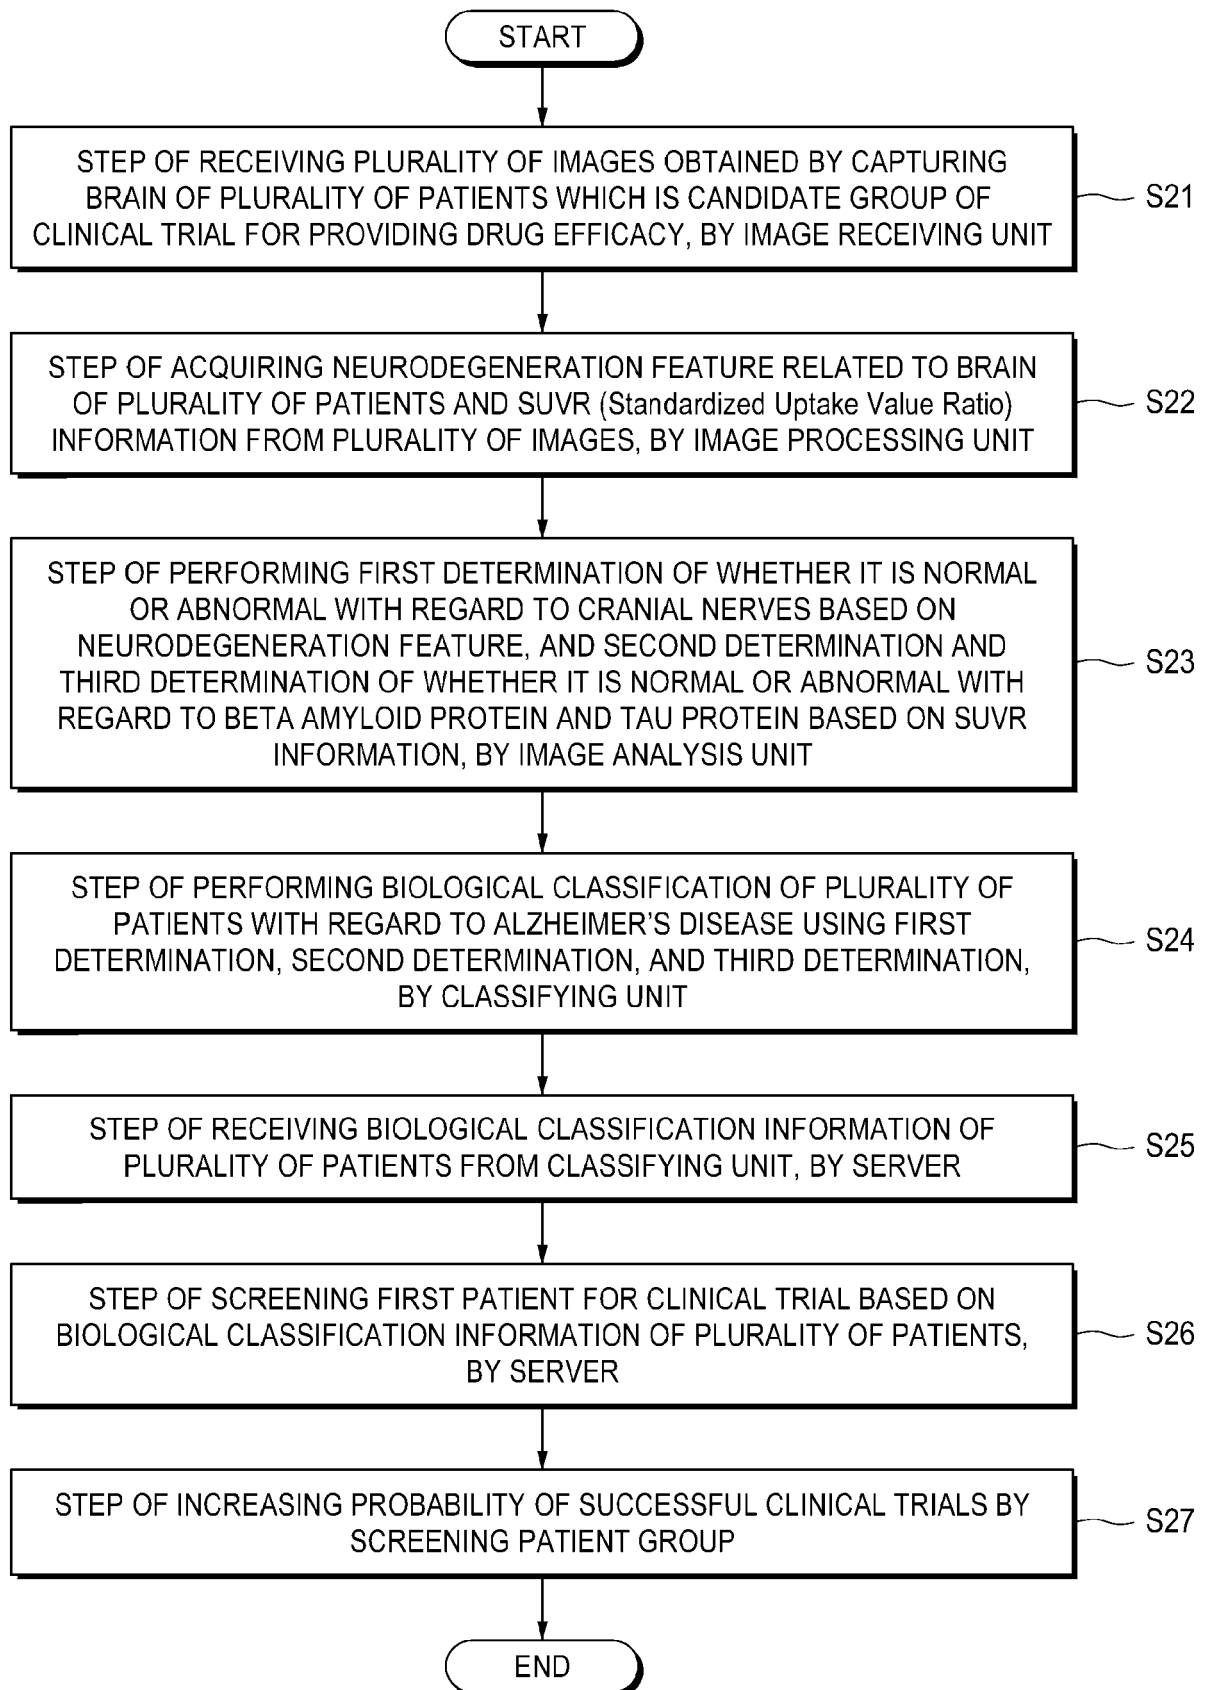 START
STEP OF RECEIVING PLURALITY OF IMAGES OBTAINED BY CAPTURING
BRAIN OF PLURALITY OF PATIENTS WHICH IS CANDIDATE GROUP OF
CLINICAL TRIAL FOR PROVIDING DRUG EFFICACY, BY IMAGE RECEIVING UNIT
S21
STEP OF ACQUIRING NEURODEGENERATION FEATURE RELATED TO BRAIN
OF PLURALITY OF PATIENTS AND SUVR (Standardized Uptake Value Ratio)
INFORMATION FROM PLURALITY OF IMAGES, BY IMAGE PROCESSING UNIT
S22
STEP OF PERFORMING FIRST DETERMINATION OF WHETHER IT IS NORMAL
OR ABNORMAL WITH REGARD TO CRANIAL NERVES BASED ON
NEURODEGENERATION FEATURE, AND SECOND DETERMINATION AND
THIRD DETERMINATION OF WHETHER IT IS NORMAL OR ABNORMAL WITH
REGARD TO BETA AMYLOID PROTEIN AND TAU PROTEIN BASED ON SUVR
INFORMATION, BY IMAGE ANALYSIS UNIT
S23
STEP OF PERFORMING BIOLOGICAL CLASSIFICATION OF PLURALITY OF
PATIENTS WITH REGARD TO ALZHEIMER'S DISEASE USING FIRST
DETERMINATION, SECOND DETERMINATION, AND THIRD DETERMINATION,
BY CLASSIFYING UNIT
S24
STEP OF RECEIVING BIOLOGICAL CLASSIFICATION INFORMATION OF
PLURALITY OF PATIENTS FROM CLASSIFYING UNIT, BY SERVER
S25
STEP OF SCREENING FIRST PATIENT FOR CLINICAL TRIAL BASED ON
BIOLOGICAL CLASSIFICATION INFORMATION OF PLURALITY OF PATIENTS,
BY SERVER
S26
STEP OF INCREASING PROBABILITY OF SUCCESSFUL CLINICAL TRIALS BY
SCREENING PATIENT GROUP
S27
END